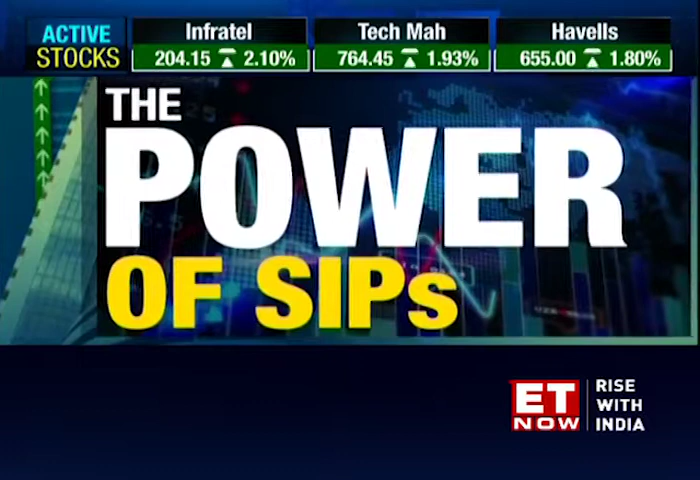 ACTIVE
STOCKS
Infratel
204.15 2.10%
Tech Mah
764.45 1.93%
Havells
655.00 1.80%
THE
POWER
OF SIPs
ET
NOW
RISE
WITH
INDIA